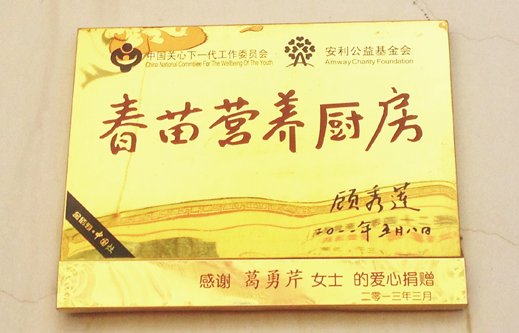 中国关心下一代工作委员会
China National Committee For The Wellbeing Of The Youth
安利公益基金会
Amway Charity Foundation
春苗营养厨房
顾秀莲
二〇一一年五月八日
感谢 葛勇芹 女士 的爱心捐赠
二零一三年三月